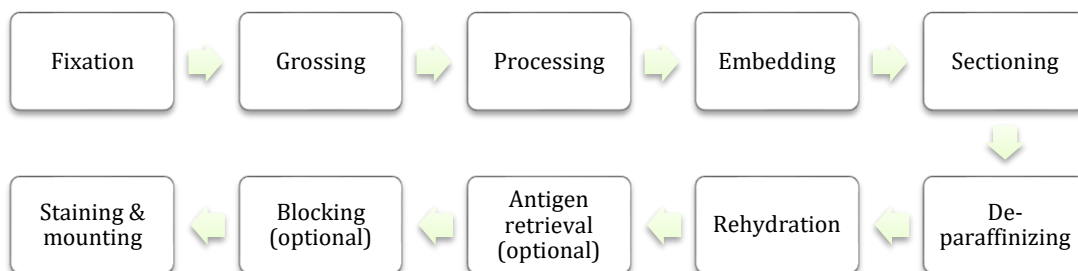 Fixation
Grossing
Processing
Embedding
Sectioning
De-
paraffinizing
Rehydration
Antigen
retrieval
(optional)
Blocking
(optional)
Staining &
mounting